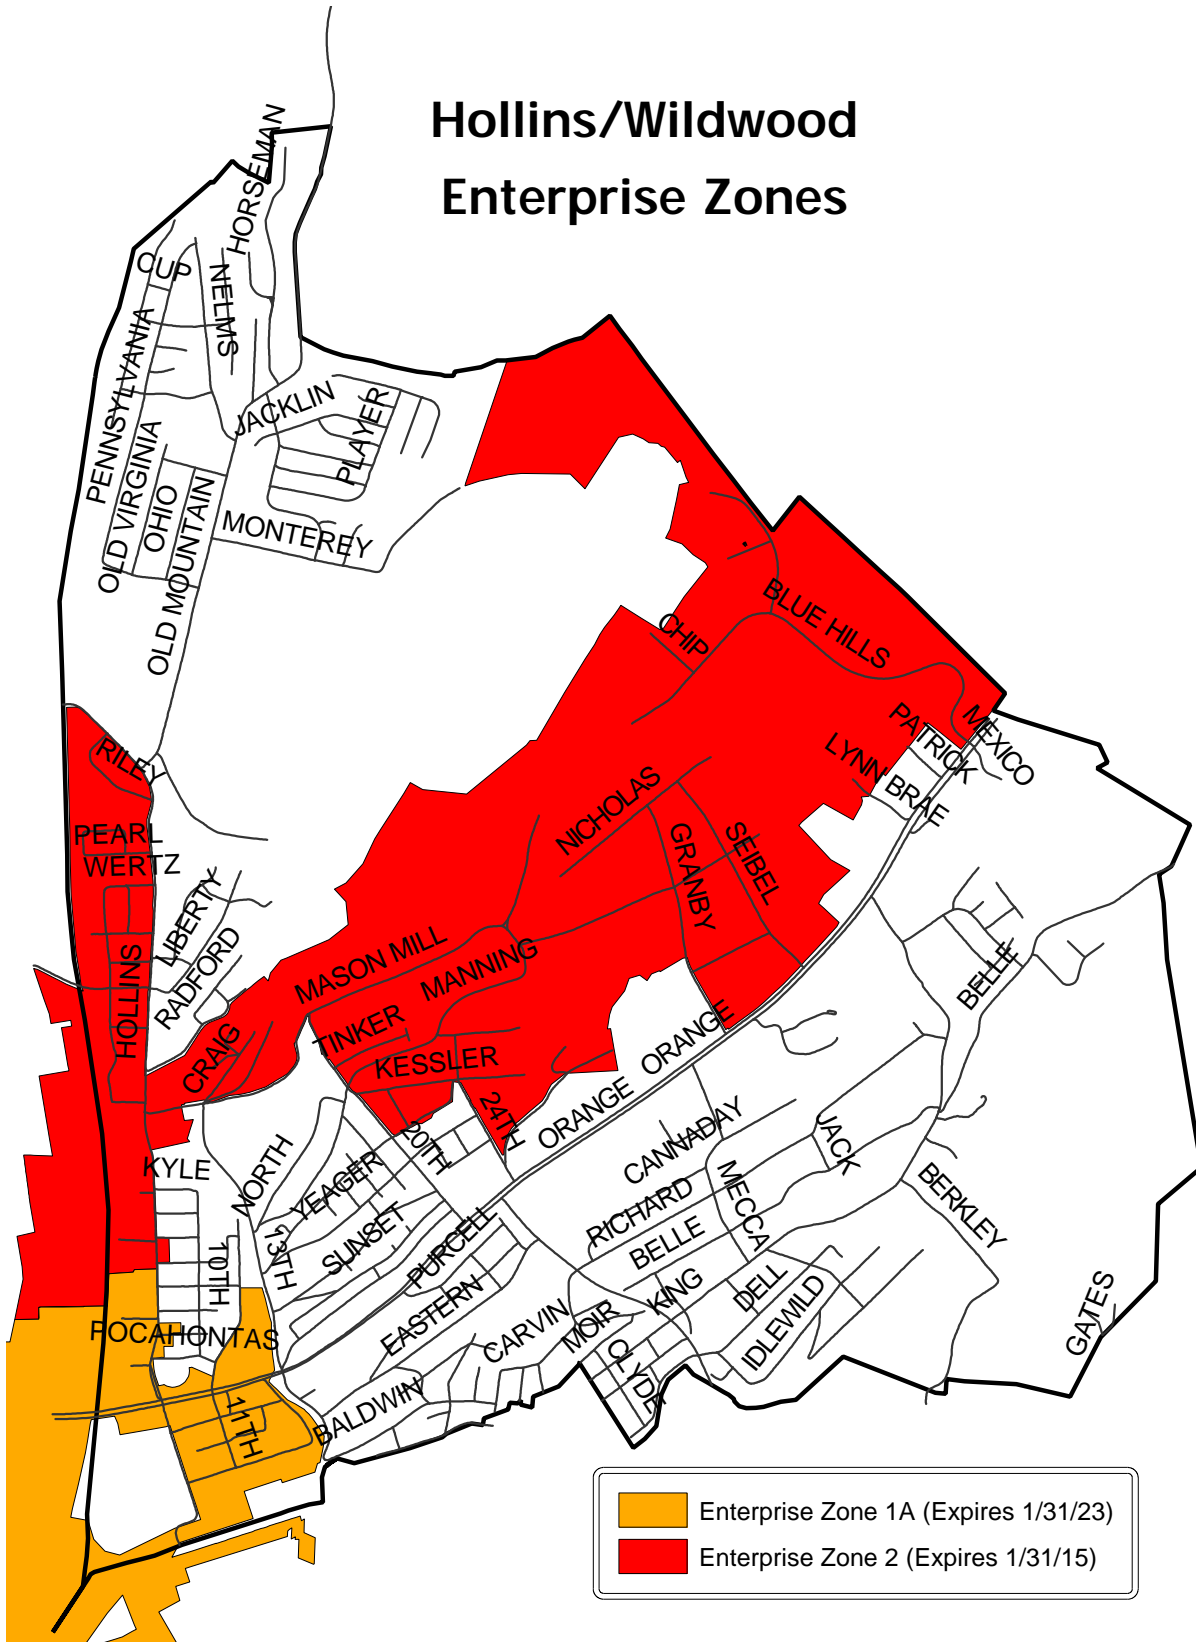 Hollins/Wildwood
Enterprise Zones
HORSEMAN
CUP
NELMS
PENNSYLVANIA
JACKLIN
PLAYER
OLD VIRGINIA
OHIO
OLD MOUNTAIN
MONTEREY
BLUE HILLS
CHIP
PATRICK
MEXICO
LYNN BRAE
RILEY
NICHOLAS
PEARL
WERTZ
GRANBY
SEIBEL
LIBERTY
RADFORD
HOLLINS
MASON MILL
MANNING
BELLE
CRAIG
TINKER
KESSLER
ORANGE
ORANGE
24TH
20TH
CANNADAY
JACK
KYLE
NORTH
YEAGER
RICHARD
MECCA
BERKLEY
SUNSET
13TH
10TH
PURCELL
BELLE
KING
DELL
IDLEWILD
GATES
POCAHONTAS
EASTERN
CARVIN
MOIR
CLYDE
11TH
BALDWIN
Enterprise Zone 1A (Expires 1/31/23)
Enterprise Zone 2 (Expires 1/31/15)